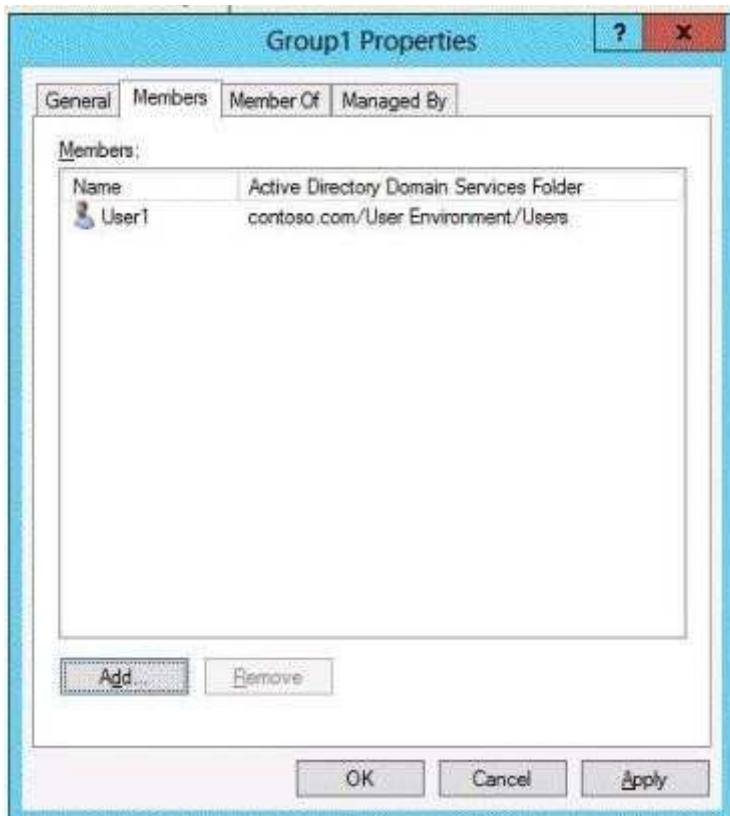 Group1 Properties ? x
General Members Member Of Managed By
Members:
Name Active Directory Domain Services Folder
User1 contoso.com/User Environment/Users
Add... Remove
OK Cancel Apply